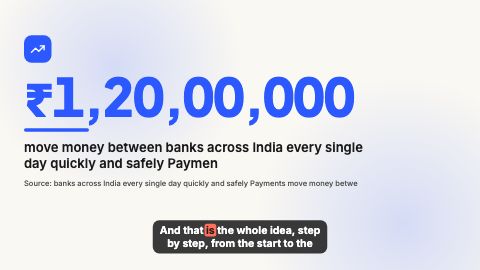 ₹1,20,00,000
move money between banks across India every single
day quickly and safely Paymen
Source: banks across India every single day quickly and safely Payments move money betwe
And that is the whole idea, step
by step, from the start to the